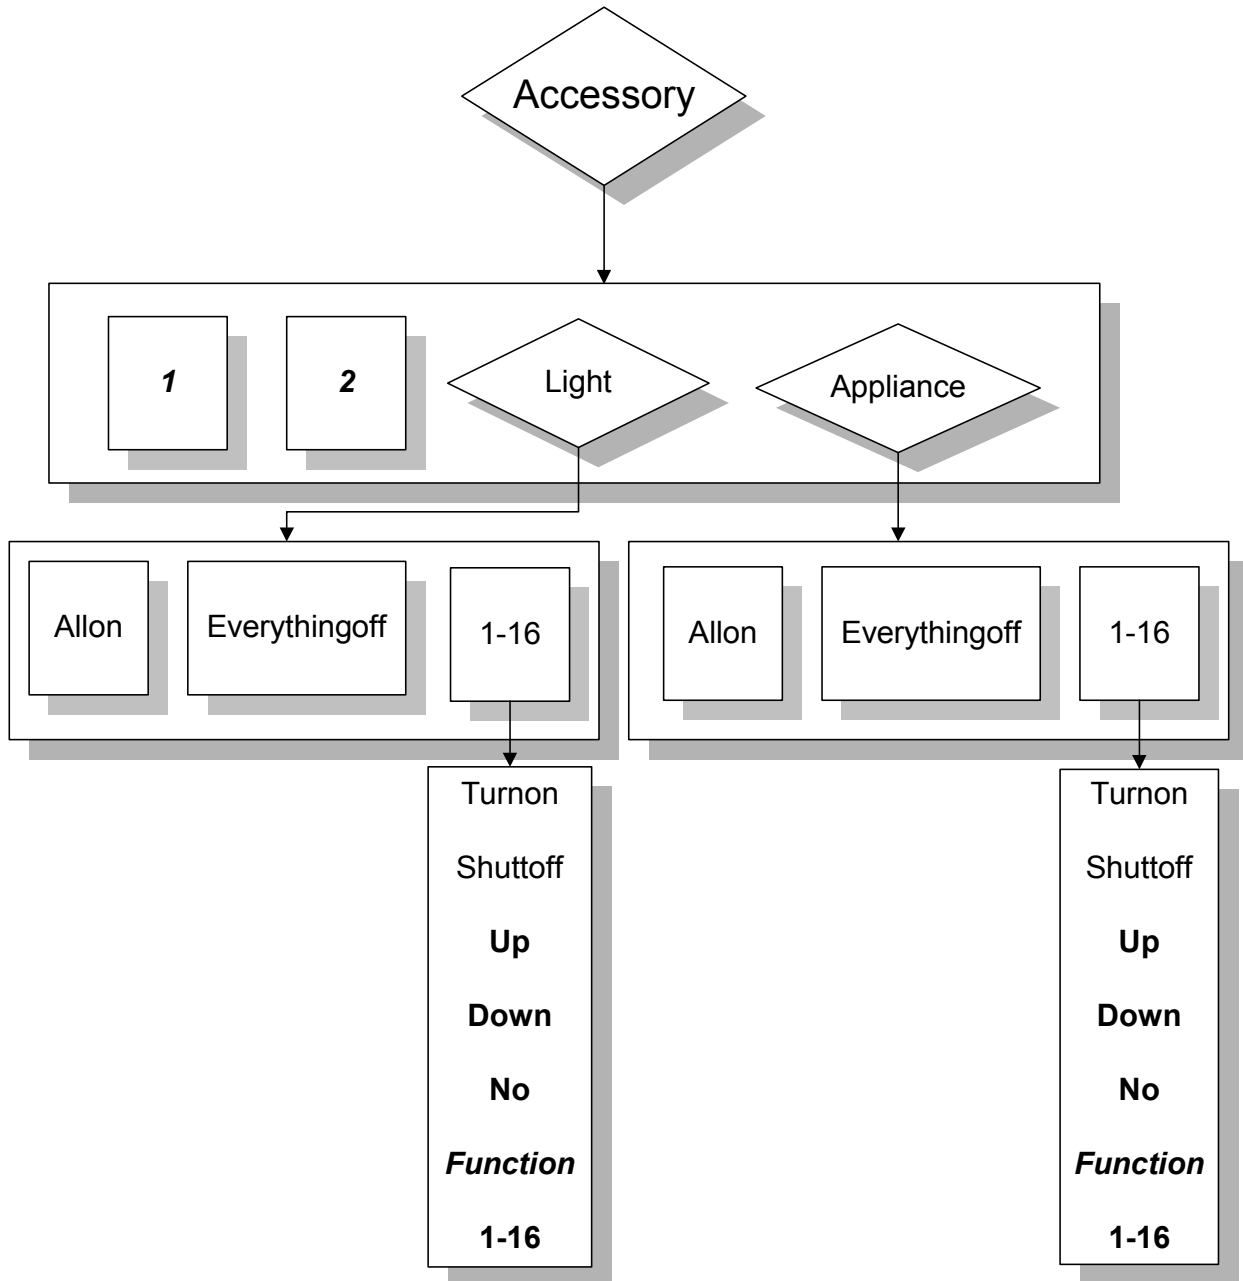 Accessory
1
2
Light
Appliance
Allon
Everythingoff
1-16
Allon
Everythingoff
1-16
Turnon
Shuttoff
Up
Down
No
Function
1-16
Turnon
Shuttoff
Up
Down
No
Function
1-16